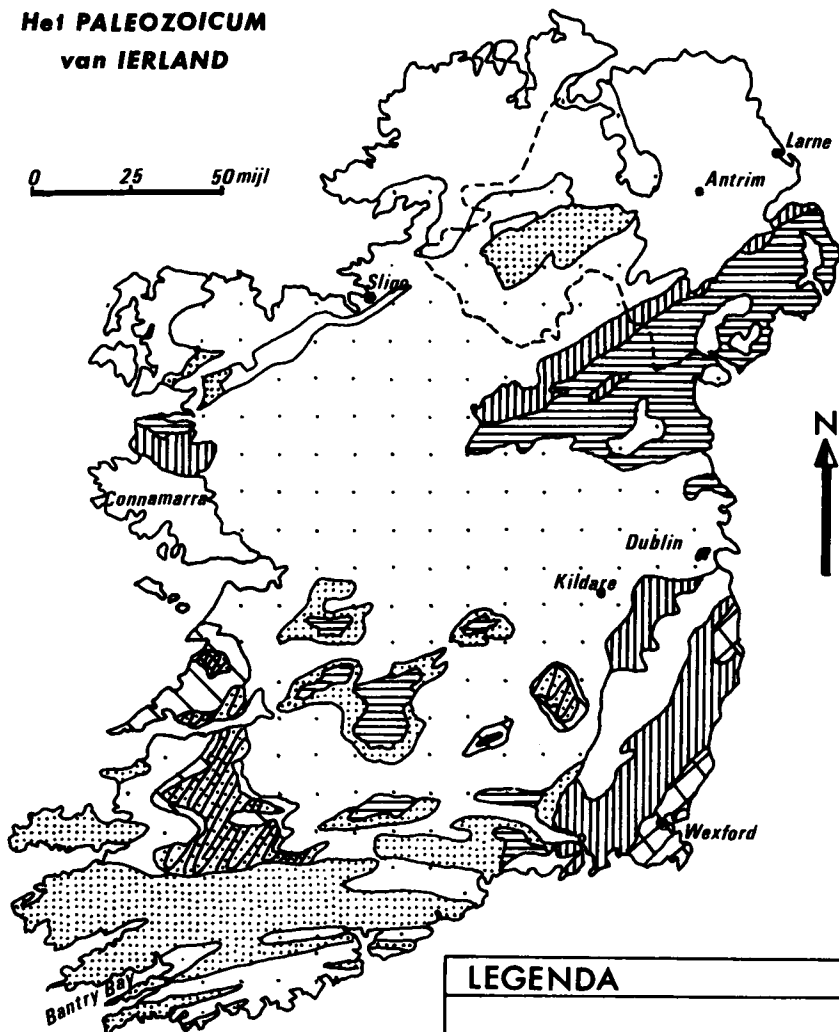 Het PALEOZOICUM
van IERLAND
0 25 50 mijl
Larne
Antrim
Sligo
N
Connamarra
Dublin
Kildare
Wexford
Bantry Bay
LEGENDA